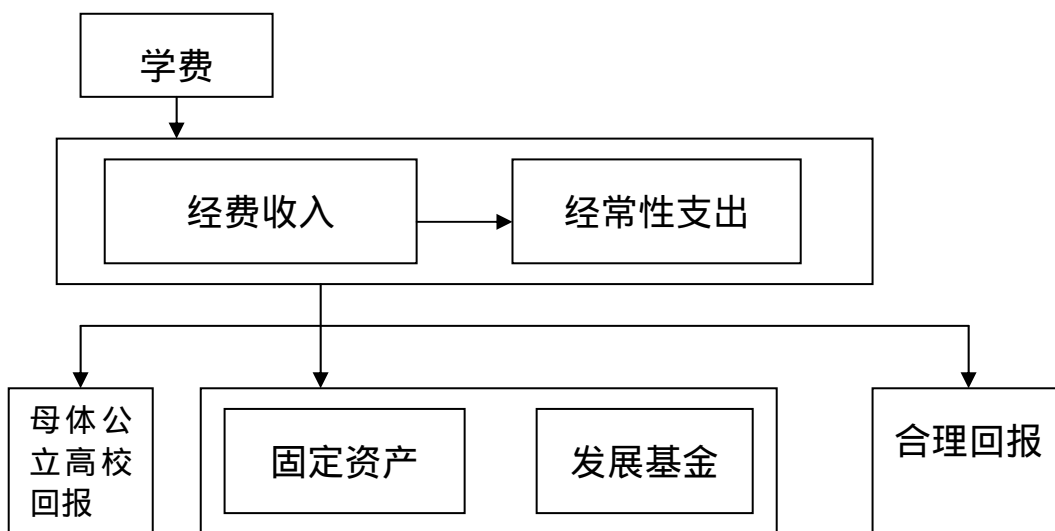 学费
经费收入
经常性支出
母体公
立高校
回报
固定资产
发展基金
合理回报